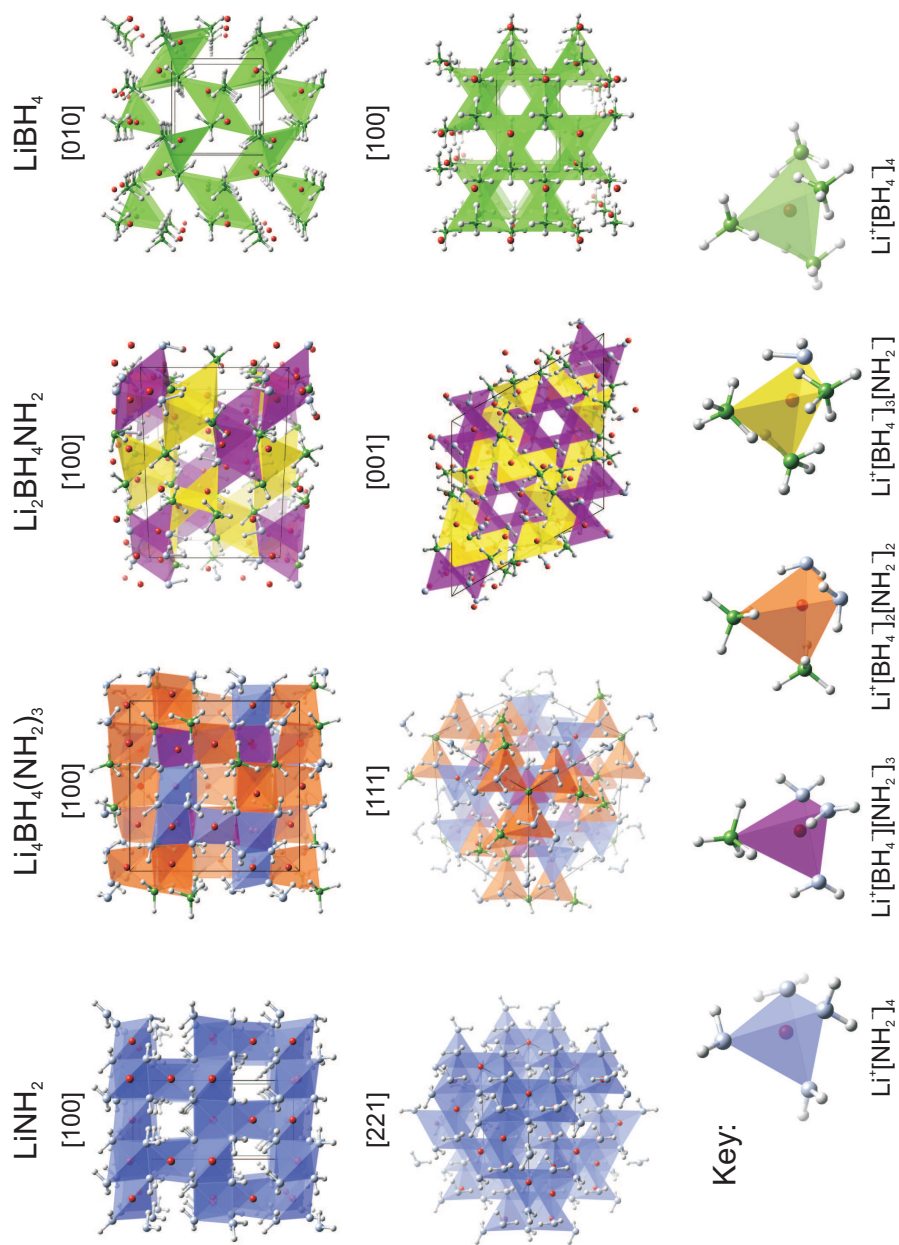 LiNH₂
[100]
[221]
Li₄BH₄(NH₂)₃
[100]
[111]
Li₂BH₄NH₂
[100]
[001]
LiBH₄
[010]
[100]
Key:
Li⁺[NH₂⁻]₄
Li⁺[BH₄⁻][NH₂⁻]₃
Li⁺[BH₄⁻]₂[NH₂⁻]₂
Li⁺[BH₄⁻]₃[NH₂⁻]
Li⁺[BH₄⁻]₄